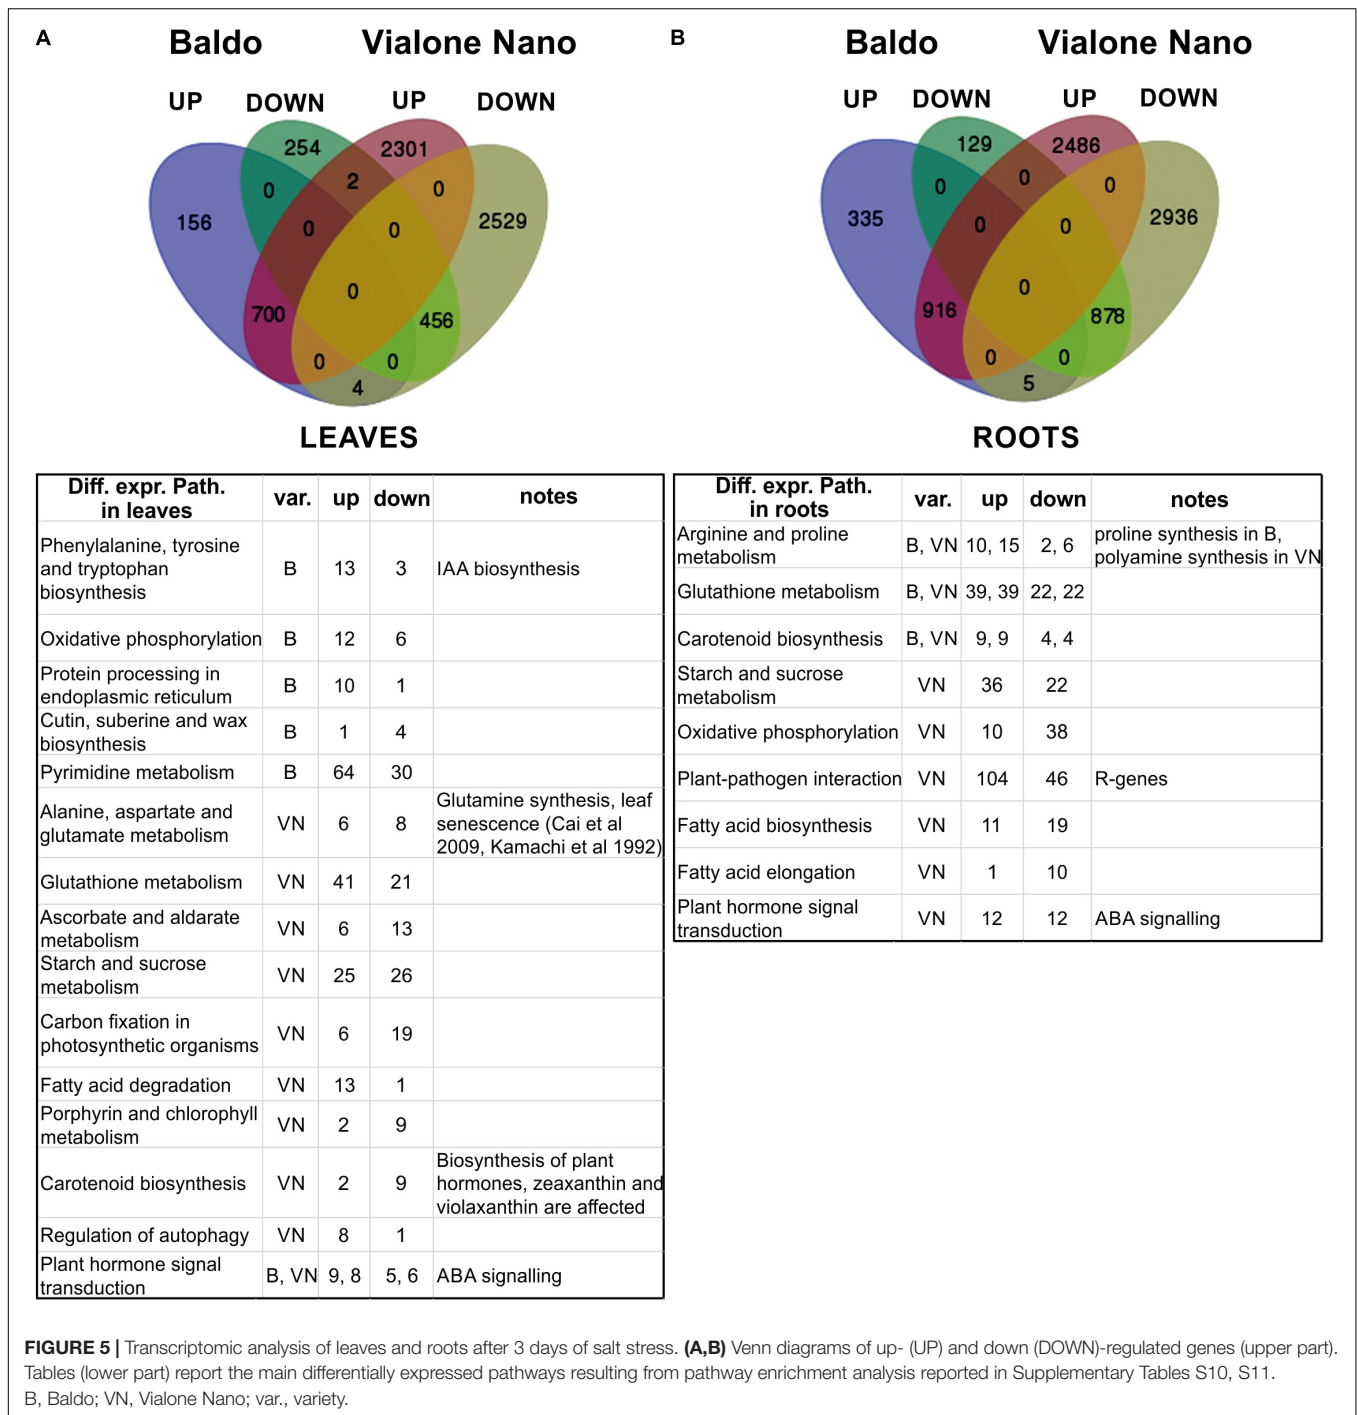 A
Baldo
Vialone Nano
UP
DOWN
UP
DOWN
254
2301
0
2
0
156
0
0
2529
0
700
456
0
0
4
LEAVES
B
Baldo
Vialone Nano
UP
DOWN
UP
DOWN
129
2486
0
0
0
335
0
0
2936
0
916
878
0
0
5
ROOTS
Diff. expr. Path.
in leaves
var.
up
down
notes
Phenylalanine, tyrosine
and tryptophan
biosynthesis
B
13
3
IAA biosynthesis
Oxidative phosphorylation
B
12
6
Protein processing in
endoplasmic reticulum
B
10
1
Cutin, suberine and wax
biosynthesis
B
1
4
Pyrimidine metabolism
B
64
30
Alanine, aspartate and
glutamate metabolism
VN
6
8
Glutamine synthesis, leaf
senescence (Cai et al
2009, Kamachi et al 1992)
Glutathione metabolism
VN
41
21
Ascorbate and aldarate
metabolism
VN
6
13
Starch and sucrose
metabolism
VN
25
26
Carbon fixation in
photosynthetic organisms
VN
6
19
Fatty acid degradation
VN
13
1
Porphyrin and chlorophyll
metabolism
VN
2
9
Carotenoid biosynthesis
VN
2
9
Biosynthesis of plant
hormones, zeaxanthin and
violaxanthin are affected
Regulation of autophagy
VN
8
1
Plant hormone signal
transduction
B, VN
9, 8
5, 6
ABA signalling
Diff. expr. Path.
in roots
var.
up
down
notes
Arginine and proline
metabolism
B, VN
10, 15
2, 6
proline synthesis in B,
polyamine synthesis in VN
Glutathione metabolism
B, VN
39, 39
22, 22
Carotenoid biosynthesis
B, VN
9, 9
4, 4
Starch and sucrose
metabolism
VN
36
22
Oxidative phosphorylation
VN
10
38
Plant-pathogen interaction
VN
104
46
R-genes
Fatty acid biosynthesis
VN
11
19
Fatty acid elongation
VN
1
10
Plant hormone signal
transduction
VN
12
12
ABA signalling
FIGURE 5 | Transcriptomic analysis of leaves and roots after 3 days of salt stress. (A,B) Venn diagrams of up- (UP) and down (DOWN)-regulated genes (upper part).
Tables (lower part) report the main differentially expressed pathways resulting from pathway enrichment analysis reported in Supplementary Tables S10, S11.
B, Baldo; VN, Vialone Nano; var., variety.